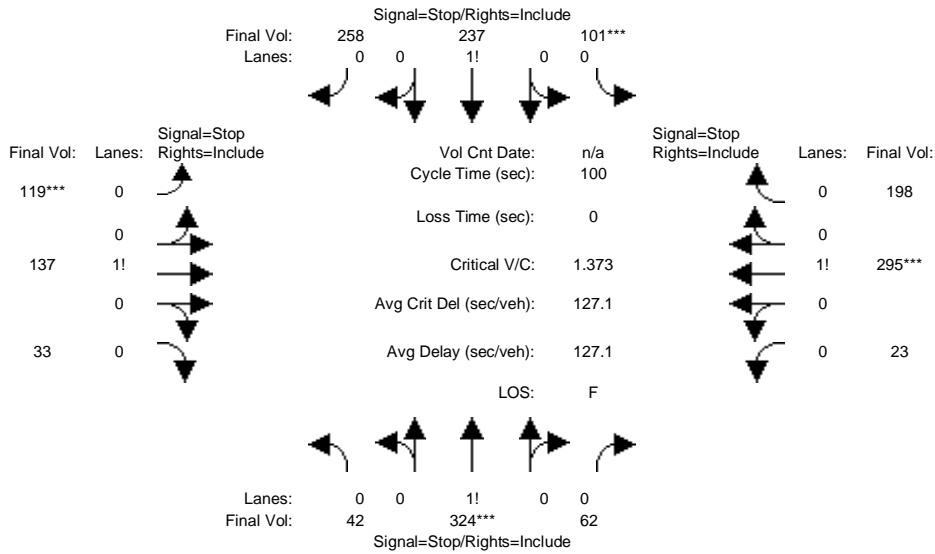 Signal=Stop/Rights=Include
Final Vol: 258 237 101***
Lanes: 0 0 1! 0 0
Signal=Stop Signal=Stop
Final Vol: Lanes: Rights=Include Vol Cnt Date: n/a Rights=Include Lanes: Final Vol:
Cycle Time (sec): 100
119*** 0 0 198
Loss Time (sec): 0
0 0
137 1! Critical V/C: 1.373 1! 295***
0 Avg Crit Del (sec/veh): 127.1 0
33 0 Avg Delay (sec/veh): 127.1 0 23
LOS: F
Lanes: 0 0 1! 0 0
Final Vol: 42 324*** 62
Signal=Stop/Rights=Include